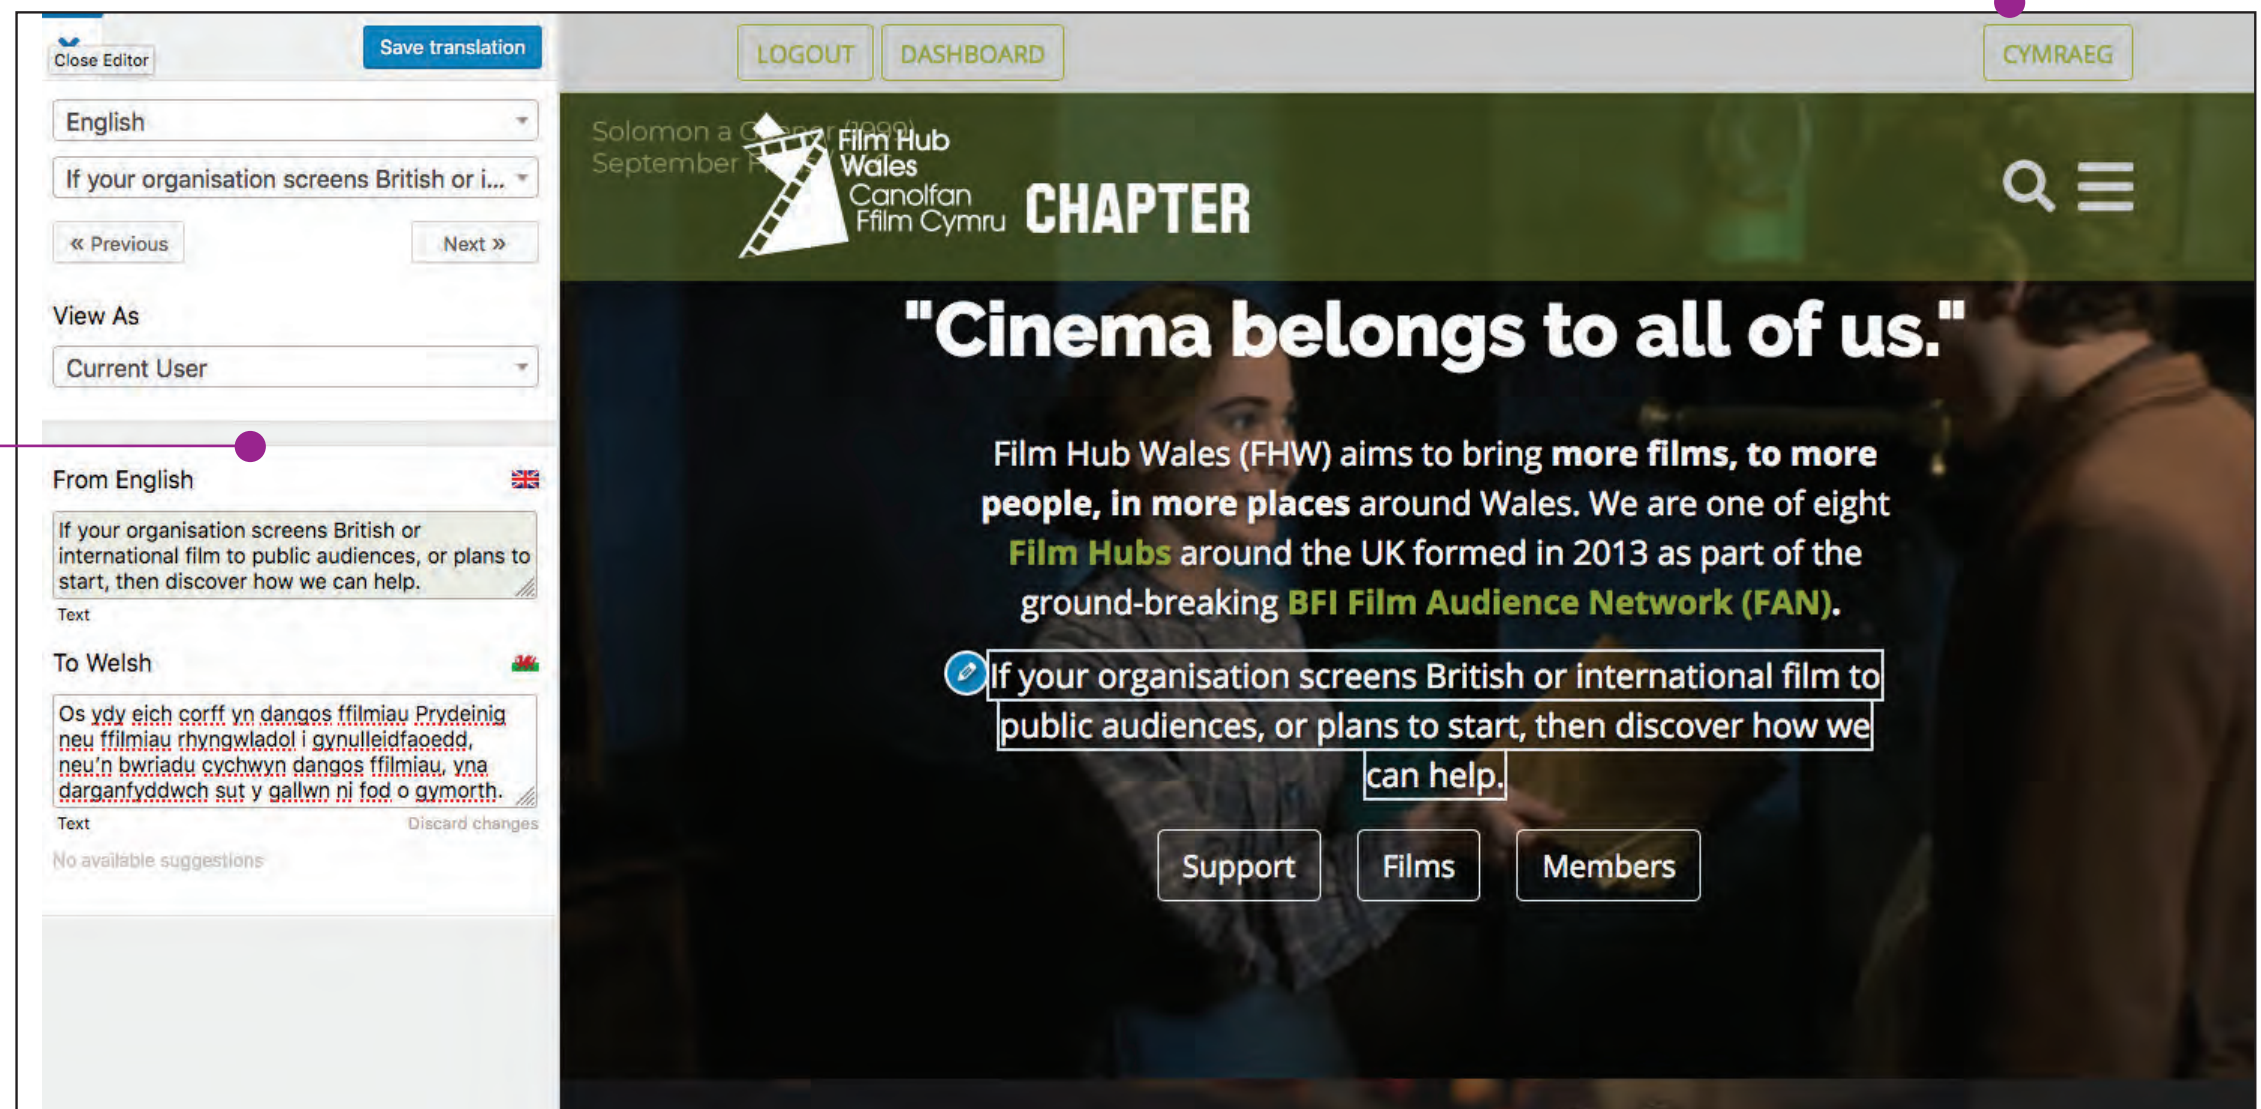 Close Editor
Save translation
English
If your organisation screens British or i...
« Previous
Next »
View As
Current User
From English
If your organisation screens British or
international film to public audiences, or plans to
start, then discover how we can help.
Text
To Welsh
Os ydy eich corff yn dangos ffilmiau Prydeinig
neu ffilmiau rhyngwladol i gynulleidfaoedd,
neu'n bwriadu cychwyn dangos ffilmiau, yna
darganfyddwch sut y gallwn ni fod o gymorth.
Text
Discard changes
No available suggestions
LOGOUT
DASHBOARD
CYMRAEG
Solomon a (1999)
September
Film Hub
Wales
Canolfan
Ffilm Cymru
CHAPTER
"Cinema belongs to all of us."
Film Hub Wales (FHW) aims to bring more films, to more
people, in more places around Wales. We are one of eight
Film Hubs around the UK formed in 2013 as part of the
ground-breaking BFI Film Audience Network (FAN).
If your organisation screens British or international film to
public audiences, or plans to start, then discover how we
can help.
Support
Films
Members